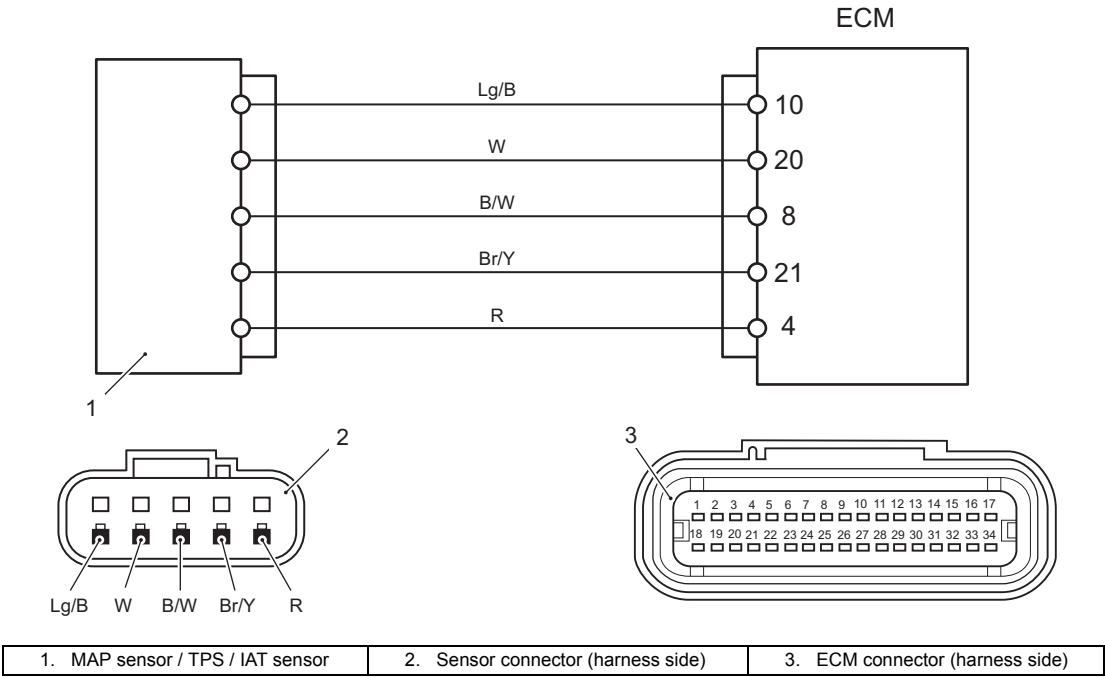 ECM
Lg/B
10
W
20
B/W
8
Br/Y
21
R
4
1
2
3
1 2 3 4 5 6 7 8 9 10 11 12 13 14 15 16 17
18 19 20 21 22 23 24 25 26 27 28 29 30 31 32 33 34
Lg/B W B/W Br/Y R
1. MAP sensor / TPS / IAT sensor
2. Sensor connector (harness side)
3. ECM connector (harness side)